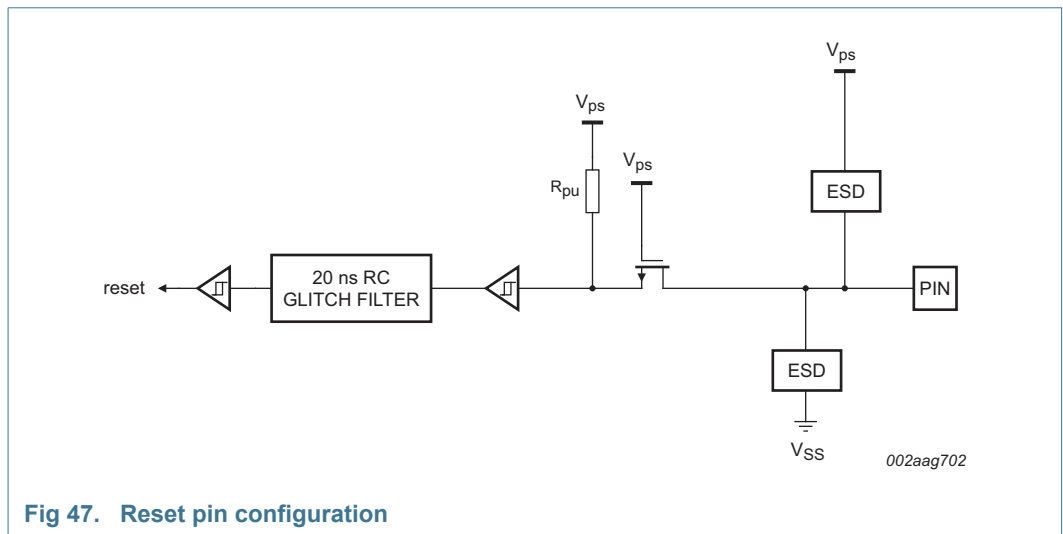 Vps
Vps
Vps
Rpu
ESD
reset
20 ns RC
GLITCH FILTER
PIN
ESD
VSS
002aag702
Fig 47. Reset pin configuration